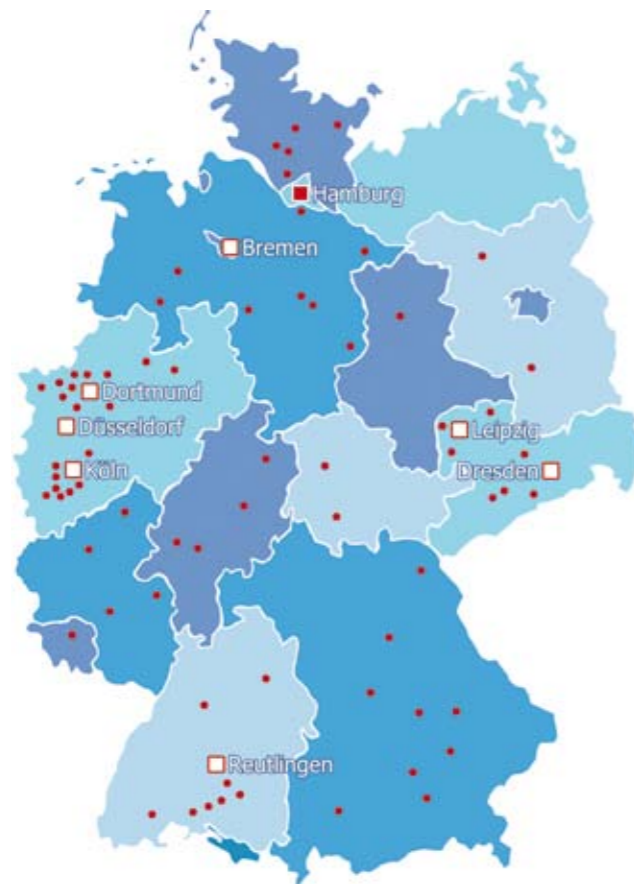 Hamburg
Bremen
Dortmund
Düsseldorf
Leipzig
Köln
Dresden
Reutlingen